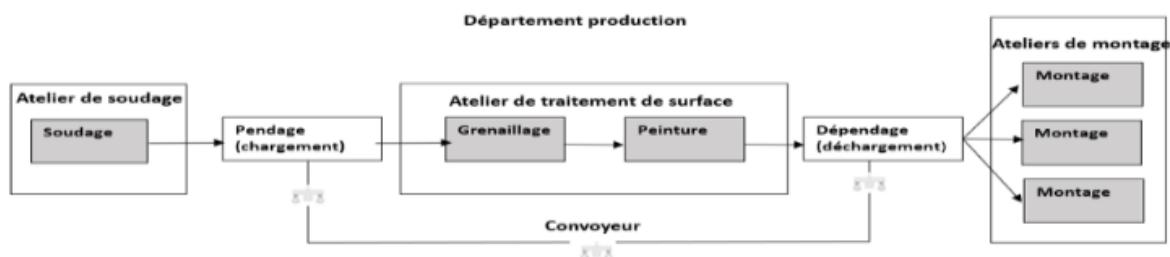 Département production
Atelier de soudage
Soudage
Pendage
(chargement)
Atelier de traitement de surface
Grenaillage
Peinture
Dépendage
(déchargement)
Ateliers de montage
Montage
Montage
Montage
Convoyeur